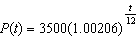 P(t) = 3500(1.00206)^(t/12)